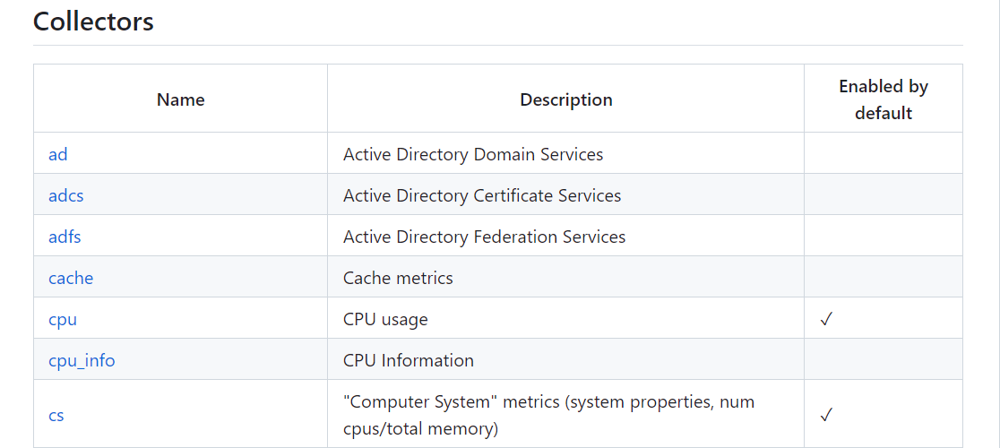 Collectors
Name Description Enabled by
default
ad Active Directory Domain Services
adcs Active Directory Certificate Services
adfs Active Directory Federation Services
cache Cache metrics
cpu CPU usage ✓
cpu_info CPU Information
cs "Computer System" metrics (system properties, num
cpus/total memory) ✓